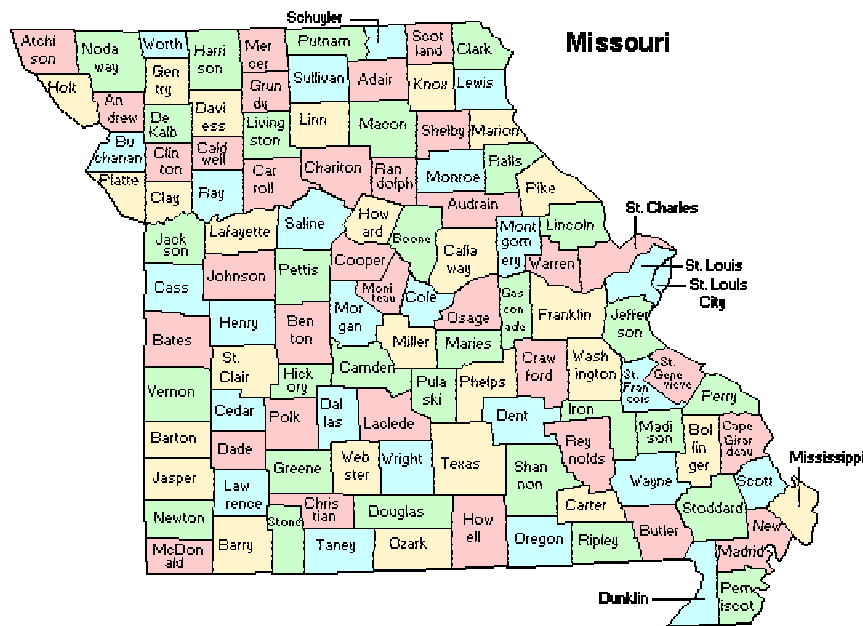 Schuyler
Missouri
Atchi
son
Noda
way
Worth
Harri
son
Mer
cer
Putnam
Scot
land
Clark
Holt
Gen
try
Grun
dy
Sullivan
Adair
Knox
Lewis
An
drew
De
Kalb
Davi
ess
Living
ston
Linn
Macon
Shelby
Marion
Bu
chanan
Clin
ton
Cald
well
Car
roll
Chariton
Ran
dolph
Monroe
Ralls
Pike
Platte
Clay
Ray
Saline
How
ard
Boone
Audrain
Calla
way
Mont
gom
ery
Lincoln
St. Charles
Jack
son
Lafayette
Cooper
Warren
St. Louis
St. Louis
City
Cass
Johnson
Pettis
Moni
teau
Cole
Osage
Gas
con
ade
Franklin
Jeffer
son
Bates
Henry
Ben
ton
Mor
gan
Miller
Maries
Craw
ford
Wash
ington
St.
Fran
cois
St.
Gene
vieve
Vernon
St.
Clair
Hick
ory
Camden
Pula
ski
Phelps
Perry
Cedar
Polk
Dal
las
Laclede
Dent
Iron
Madi
son
Bol
lin
ger
Cape
Girar
deau
Barton
Dade
Greene
Web
ster
Wright
Texas
Shan
non
Rey
nolds
Wayne
Scott
Mississippi
Jasper
Law
rence
Chris
tian
Douglas
How
ell
Carter
Stoddard
New
Madrid
Newton
Stone
Oregon
Ripley
Butler
McDon
ald
Barry
Taney
Ozark
Dunklin
Pem
iscot